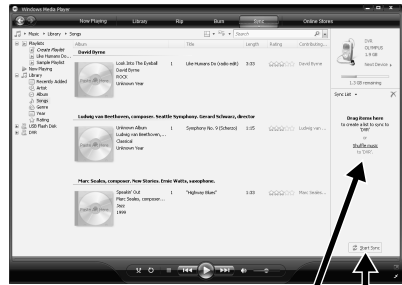 Windows Media Player
Now Playing Library Rip Burn Sync Online Stores
Music Library Songs Search
Playlists
Create Playlist
Like Humans Do...
Sample Playlist
Now Playing
Library
Recently Added
Artist
Album
Songs
Genre
Year
Rating
USB Flash Disk
DVR
Album Title Length Rating Contributing...
David Byrne
Look Into The Eyeball 1 Like Humans Do (radio edit) 3:03 David Byrne
David Byrne
ROCK
Unknown Year
Ludwig van Beethoven, composer. Seattle Symphony. Gerard Schwarz, director
Unknown Album 1 Symphony No. 9 (Scherzo) 1:15 Ludwig van...
Ludwig van Beethoven,...
Classical
Unknown Year
Marc Seales, composer. New Stories. Ernie Watts, saxophone.
Speakin' Out 1 "Highway Blues" 1:33 Marc Seales...
Marc Seales, composer...
Jazz
1999
DVR
OLYMPUS
1.9 GB
Next Device
1.3 GB remaining
Sync List
Drag items here
to create a list to sync to
'DVR'
or
Shuffle music
to 'DVR'.
Start Sync